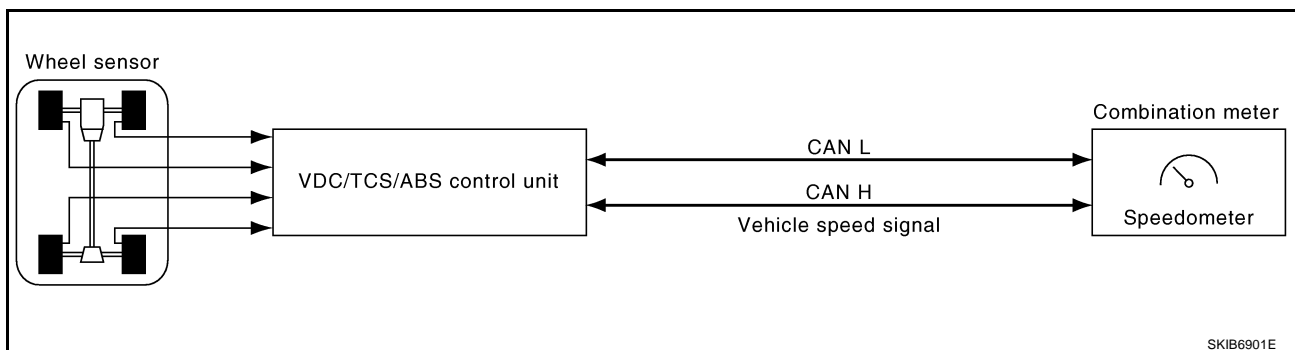 Wheel sensor
VDC/TCS/ABS control unit
CAN L
CAN H
Vehicle speed signal
Combination meter
Speedometer
SKIB6901E